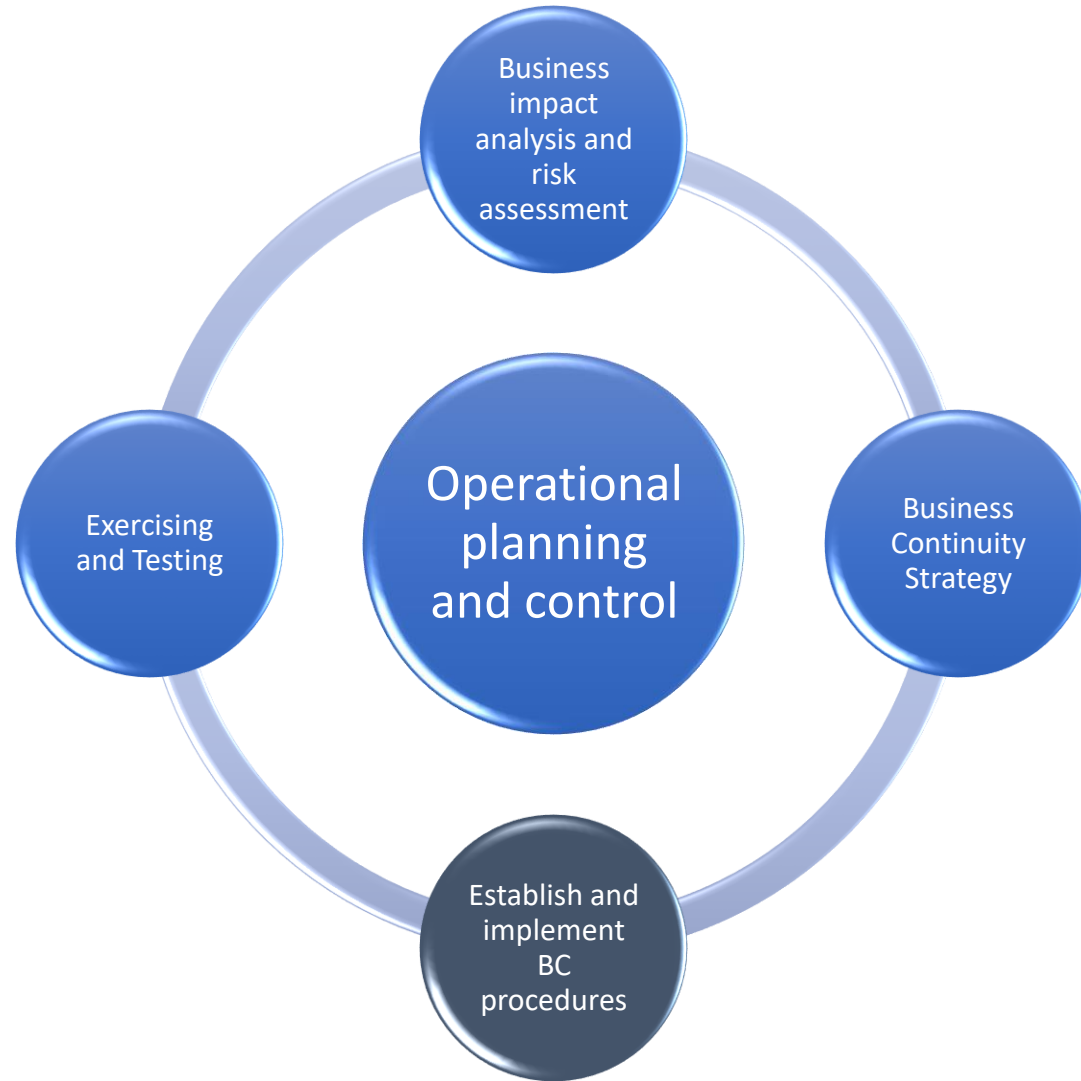 Business
impact
analysis and
risk
assessment
Operational
planning
and control
Exercising
and Testing
Business
Continuity
Strategy
Establish and
implement
BC
procedures